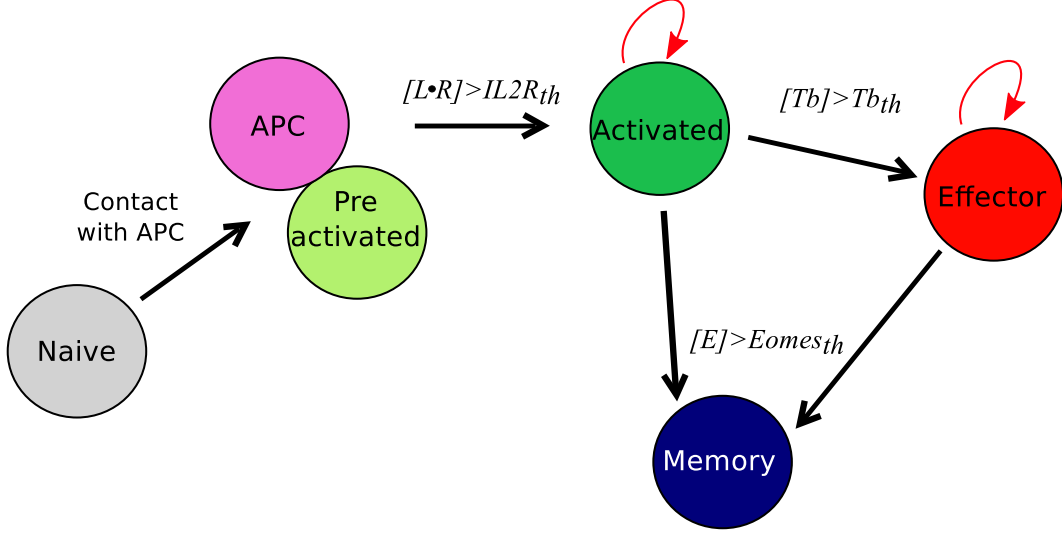 APC
[L•R]>IL2Rth
Activated
[Tb]>Tbth
Effector
Contact
with APC
Pre
activated
Naive
[E]>Eomesth
Memory